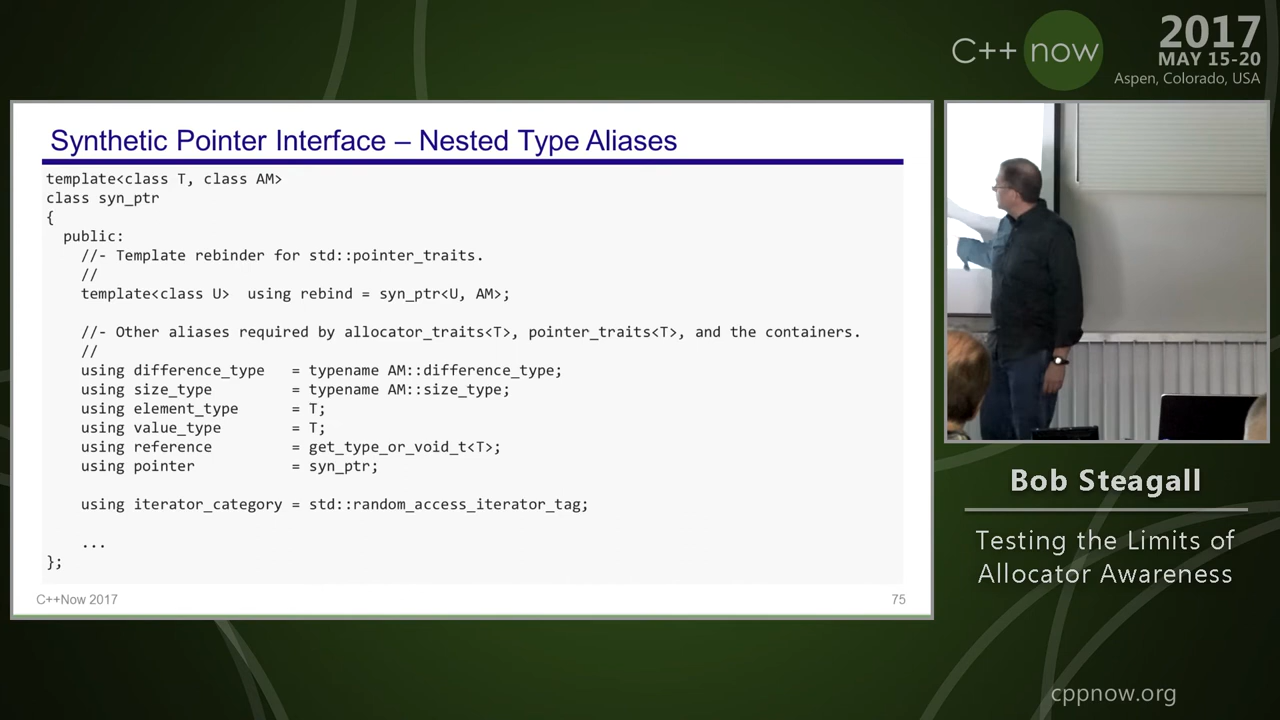 C++ now
2017
MAY 15-20
Aspen, Colorado, USA
Synthetic Pointer Interface – Nested Type Aliases
template<class T, class AM>
class syn_ptr
{
  public:
    //- Template rebinder for std::pointer_traits.
    //
    template<class U>  using rebind = syn_ptr<U, AM>;
    //- Other aliases required by allocator_traits<T>, pointer_traits<T>, and the containers.
    //
    using difference_type   = typename AM::difference_type;
    using size_type         = typename AM::size_type;
    using element_type      = T;
    using value_type        = T;
    using reference         = get_type_or_void_t<T>;
    using pointer           = syn_ptr;
    using iterator_category = std::random_access_iterator_tag;
    ...
};
C++Now 2017
75
Bob Steagall
Testing the Limits of
Allocator Awareness
cppnow.org